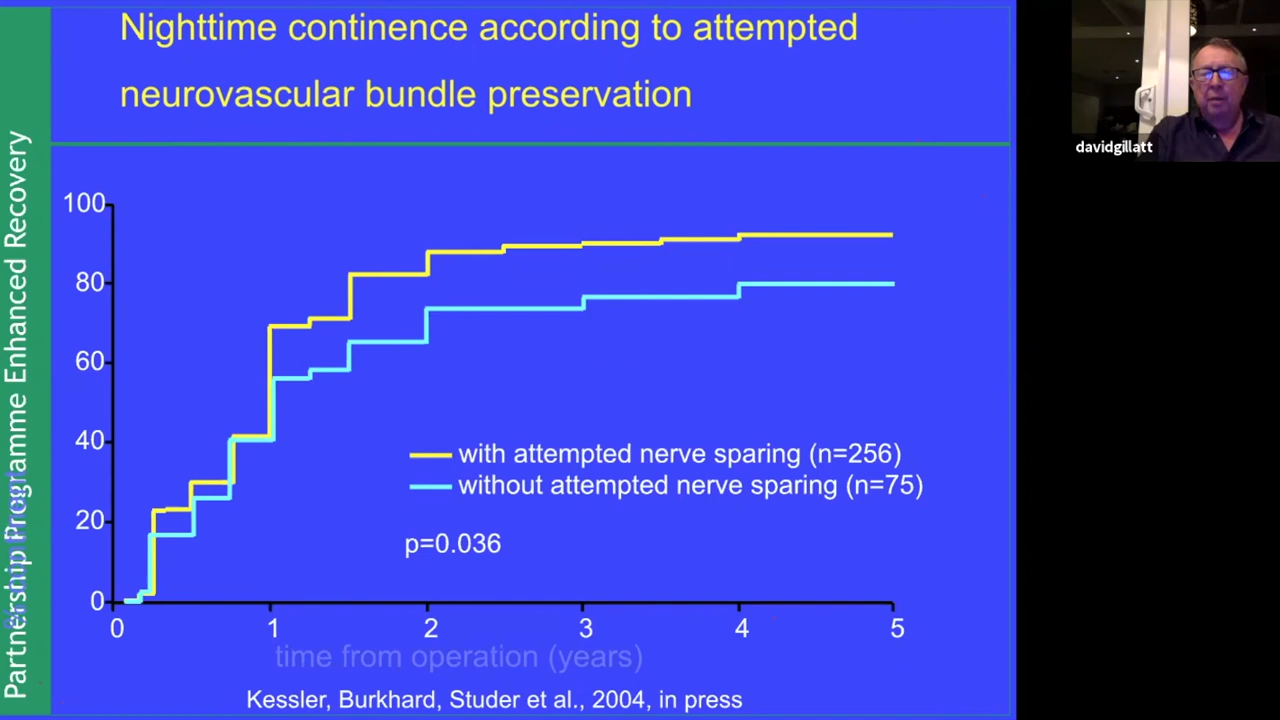 Nighttime continence according to attempted
neurovascular bundle preservation
davidgillatt
Partnership Programme Enhanced Recovery
100
80
60
40
20
0
with attempted nerve sparing (n=256)
without attempted nerve sparing (n=75)
p=0.036
0 1 2 3 4 5
time from operation (years)
Kessler, Burkhard, Studer et al., 2004, in press